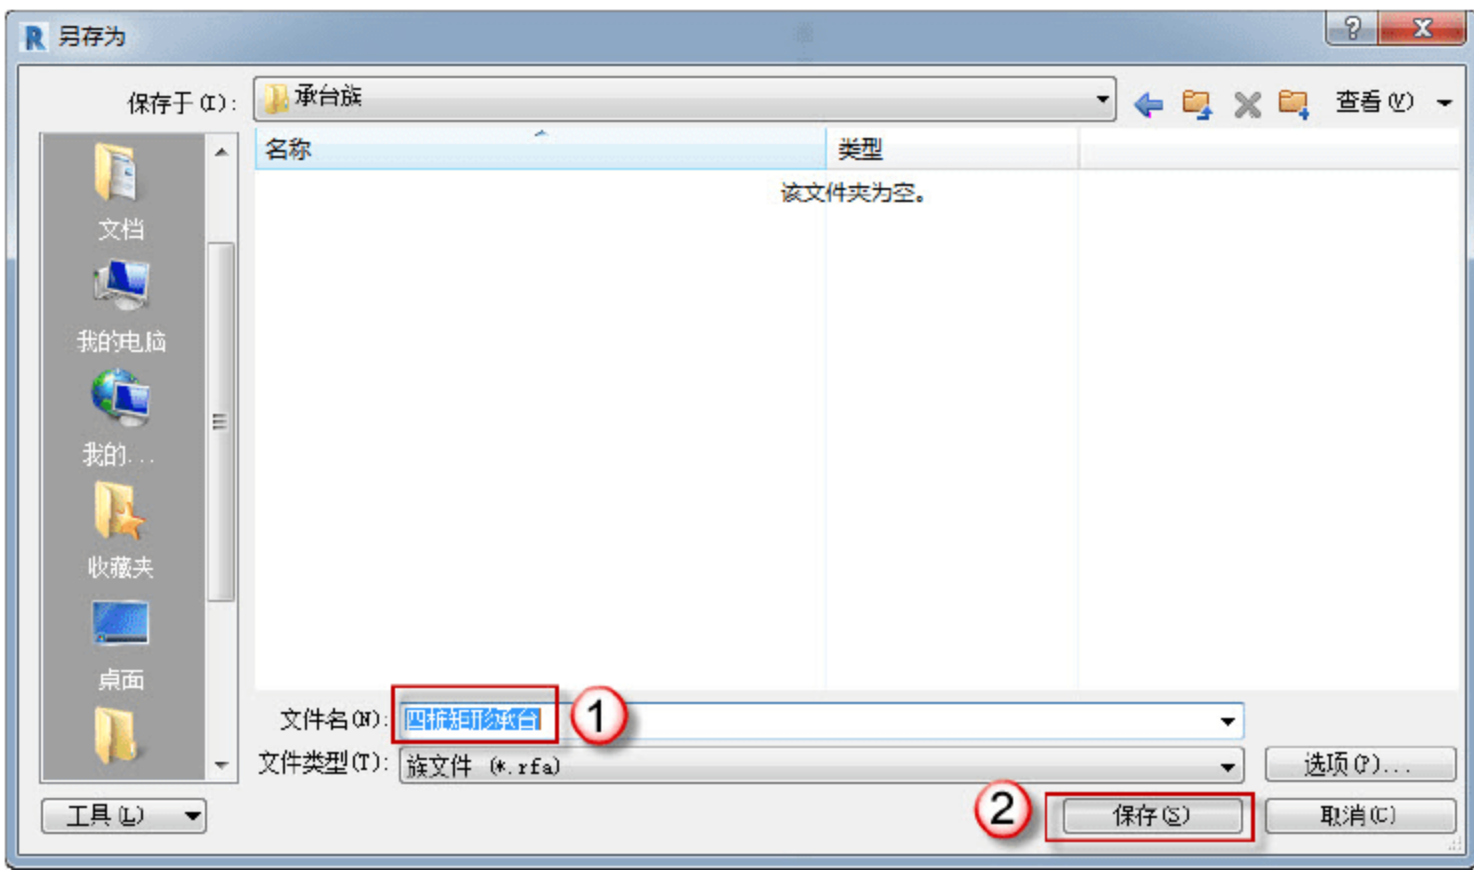 R 另存为
保存于(I):
承台族
查看(V)
名称
类型
该文件夹为空。
文档
我的电脑
我的...
收藏夹
桌面
文件名(N):
四桩矩形承台
1
文件类型(T):
族文件 (*.rfa)
选项(P)...
工具(L)
2
保存(S)
取消(C)